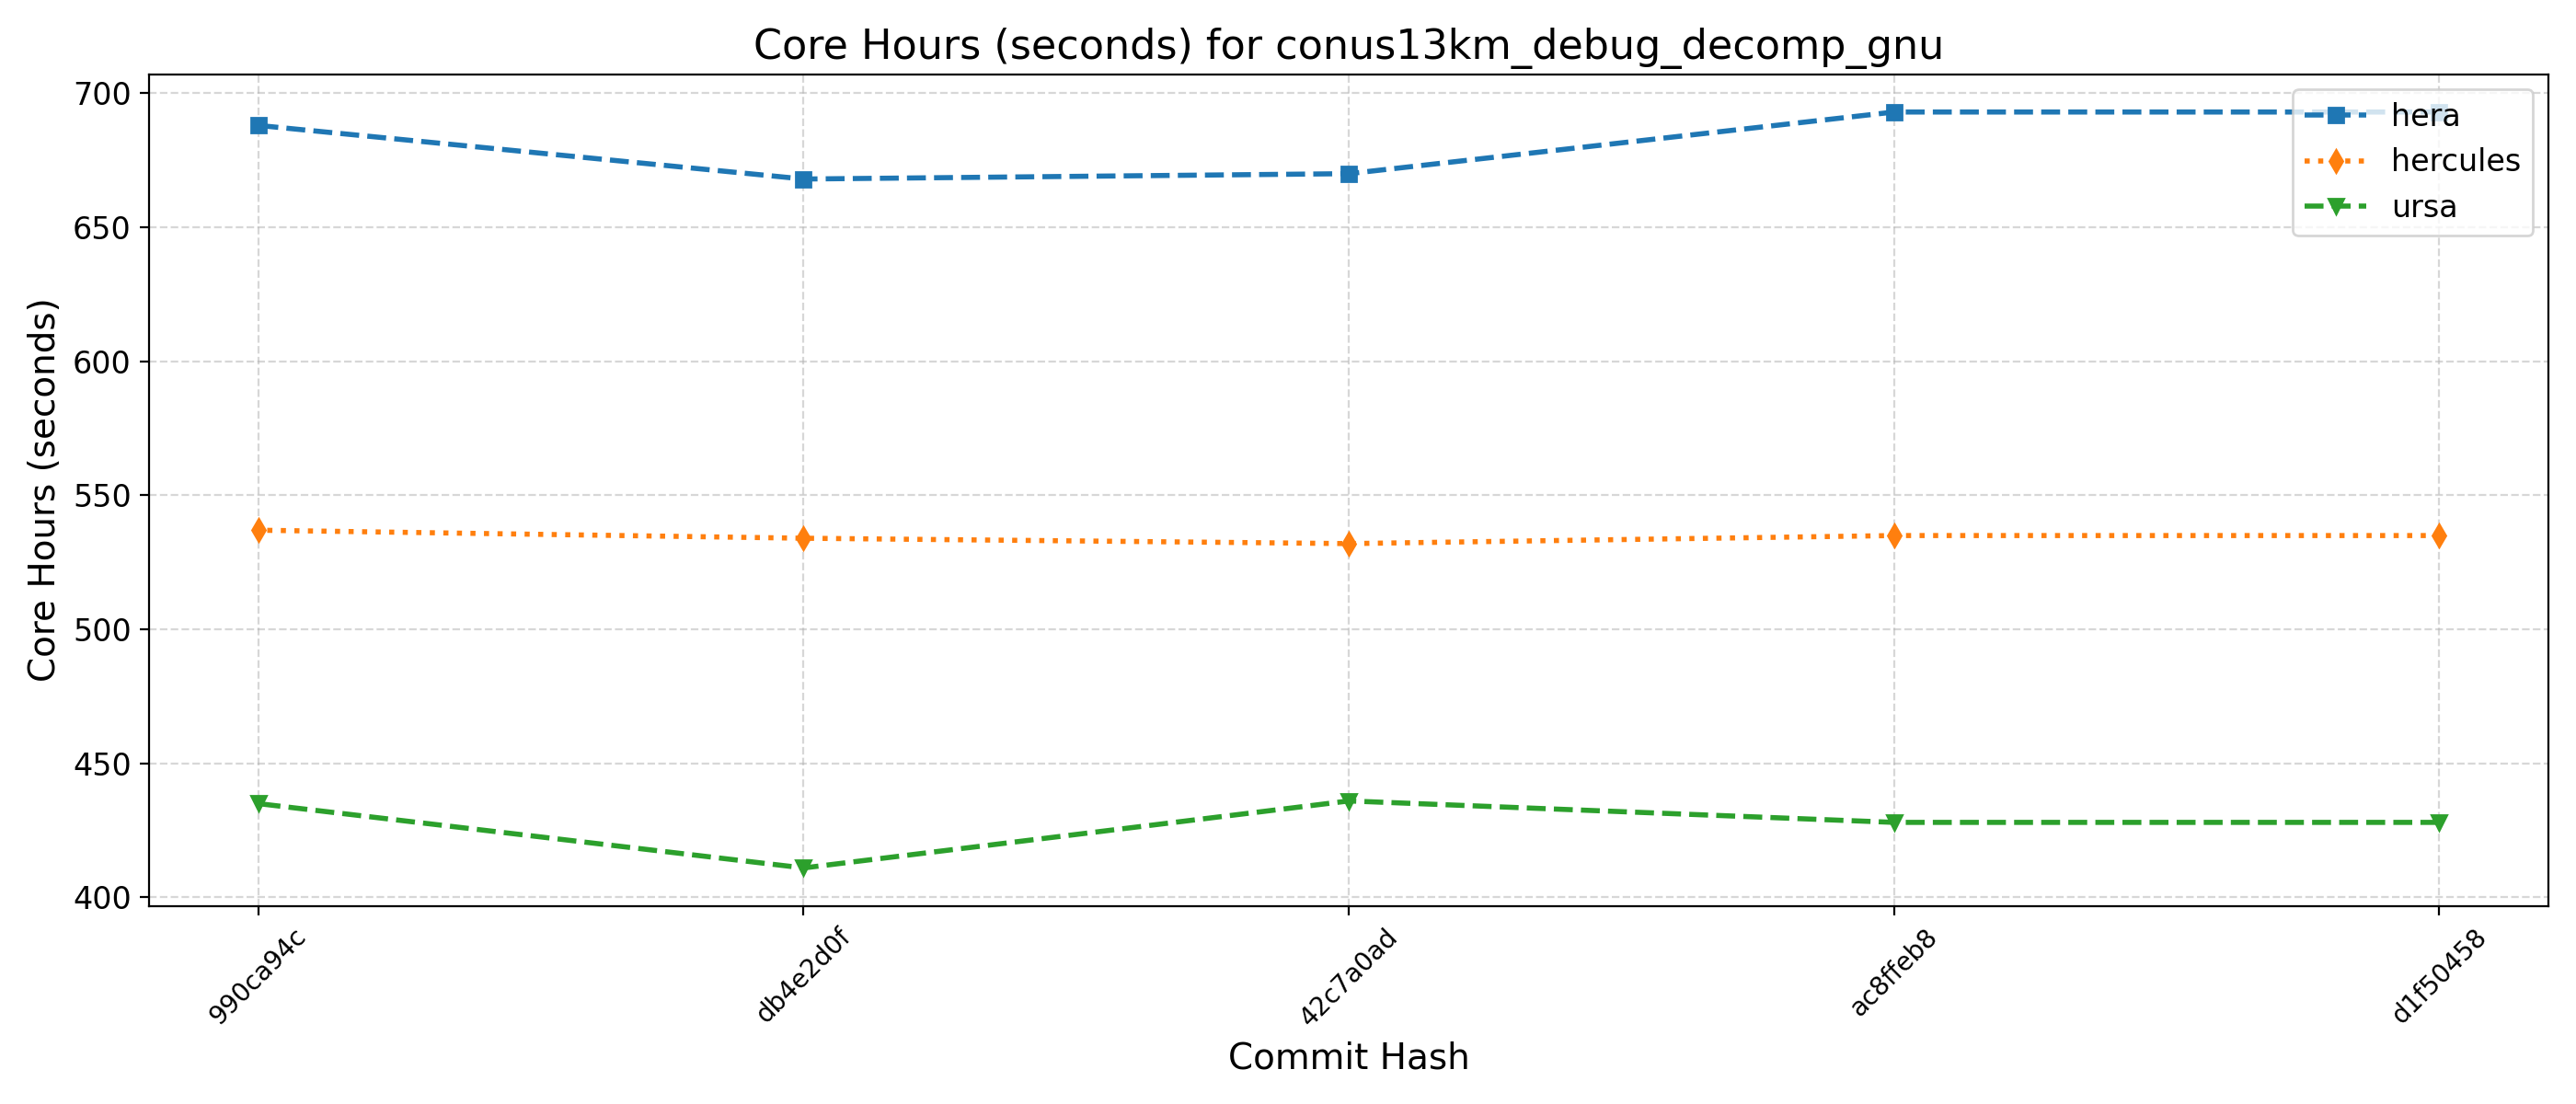 Core Hours (seconds) for conus13km_debug_decomp_gnu
Core Hours (seconds)
700
650
600
550
500
450
400
hera
hercules
ursa
990ca94c
db4e2d0f
42c7a0ad
ac8ffeb8
d1f50458
Commit Hash